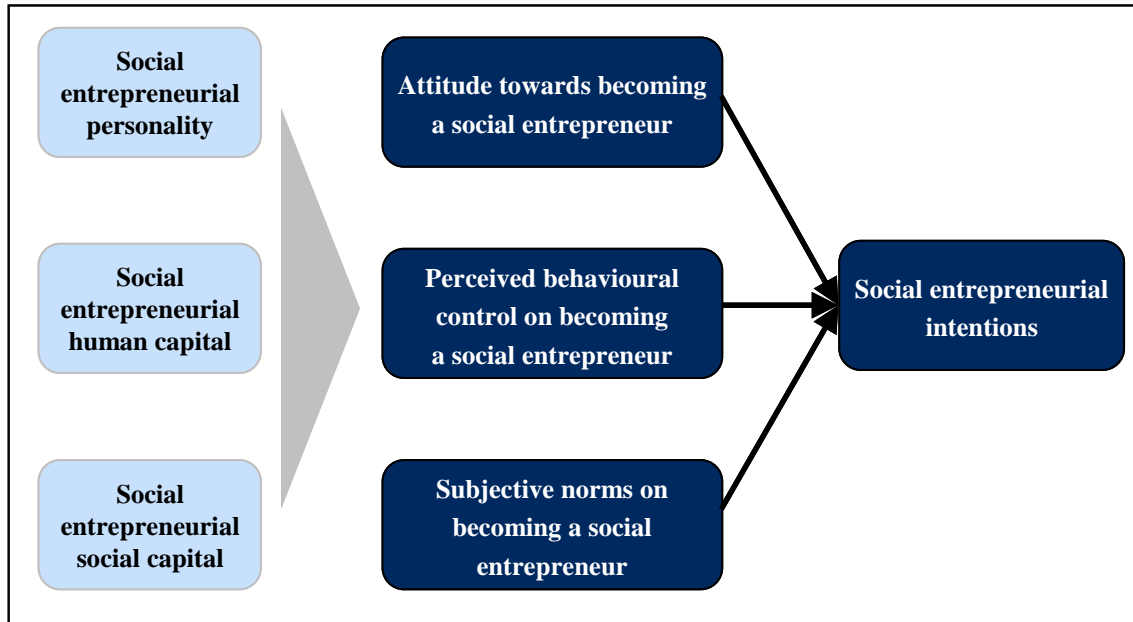 Social
entrepreneurial
personality
Attitude towards becoming
a social entrepreneur
Social
entrepreneurial
human capital
Perceived behavioural
control on becoming
a social entrepreneur
Social entrepreneurial
intentions
Social
entrepreneurial
social capital
Subjective norms on
becoming a social
entrepreneur